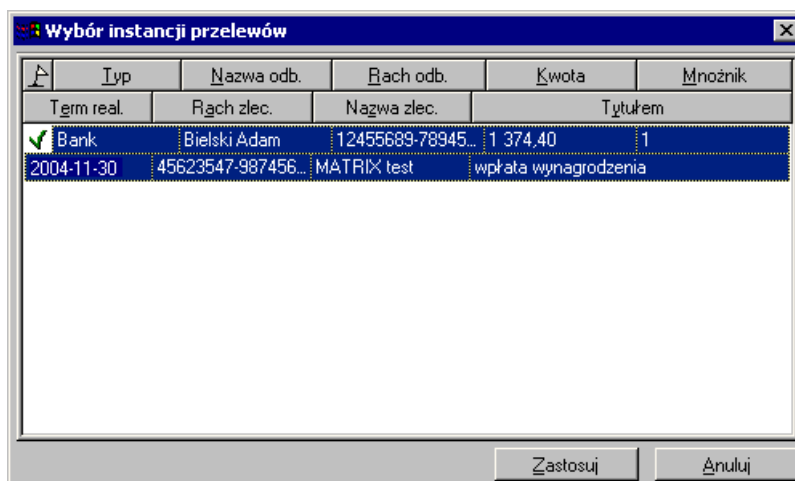 Wybór instancji przelewów
Typ Nazwa odb. Rach odb. Kwota Mnożnik
Term real. Rach zlec. Nazwa zlec. Tytułem
Bank Bielski Adam 12455689-78945... 1 374,40 1
2004-11-30 45623547-987456... MATRIX test wpłata wynagrodzenia
Zastosuj Anuluj